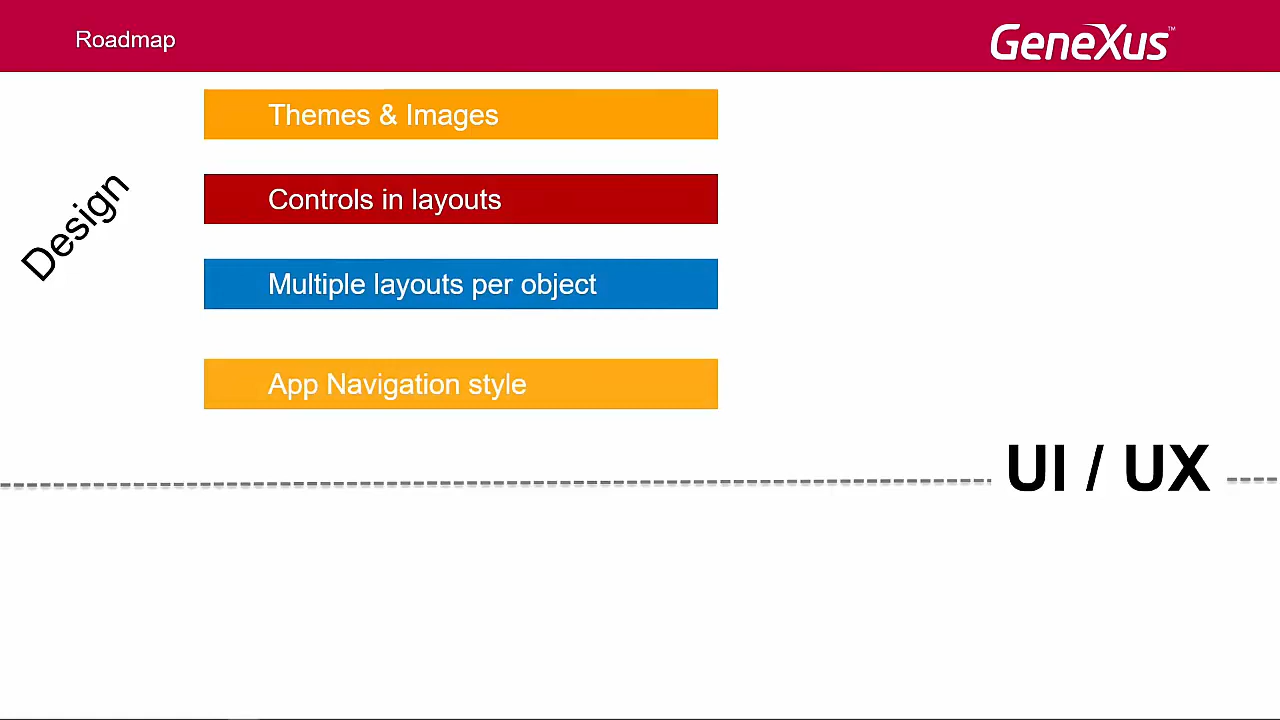 Roadmap
GeneXus™
Themes & Images
Controls in layouts
Design
Multiple layouts per object
App Navigation style
UI / UX